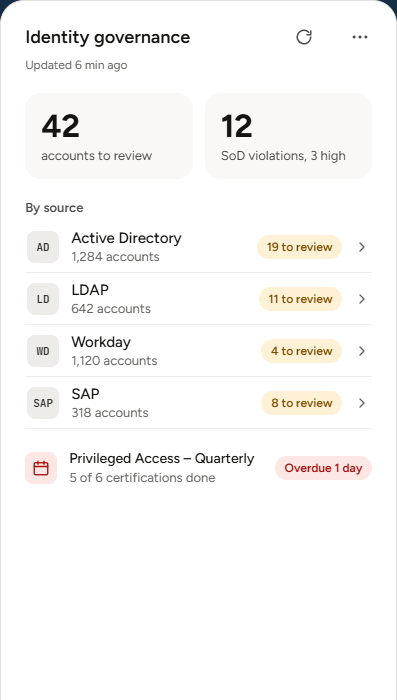 Identity governance
Updated 6 min ago
42
accounts to review
12
SoD violations, 3 high
By source
AD
Active Directory
1,284 accounts
19 to review
LD
LDAP
642 accounts
11 to review
WD
Workday
1,120 accounts
4 to review
SAP
SAP
318 accounts
8 to review
Privileged Access – Quarterly
5 of 6 certifications done
Overdue 1 day